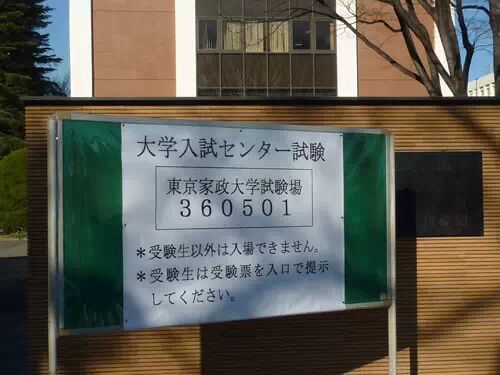 大学入試センター試験
東京家政大学試験場
360501
*受験生以外は入場できません。
*受験生は受験票を入口で提示
してください。